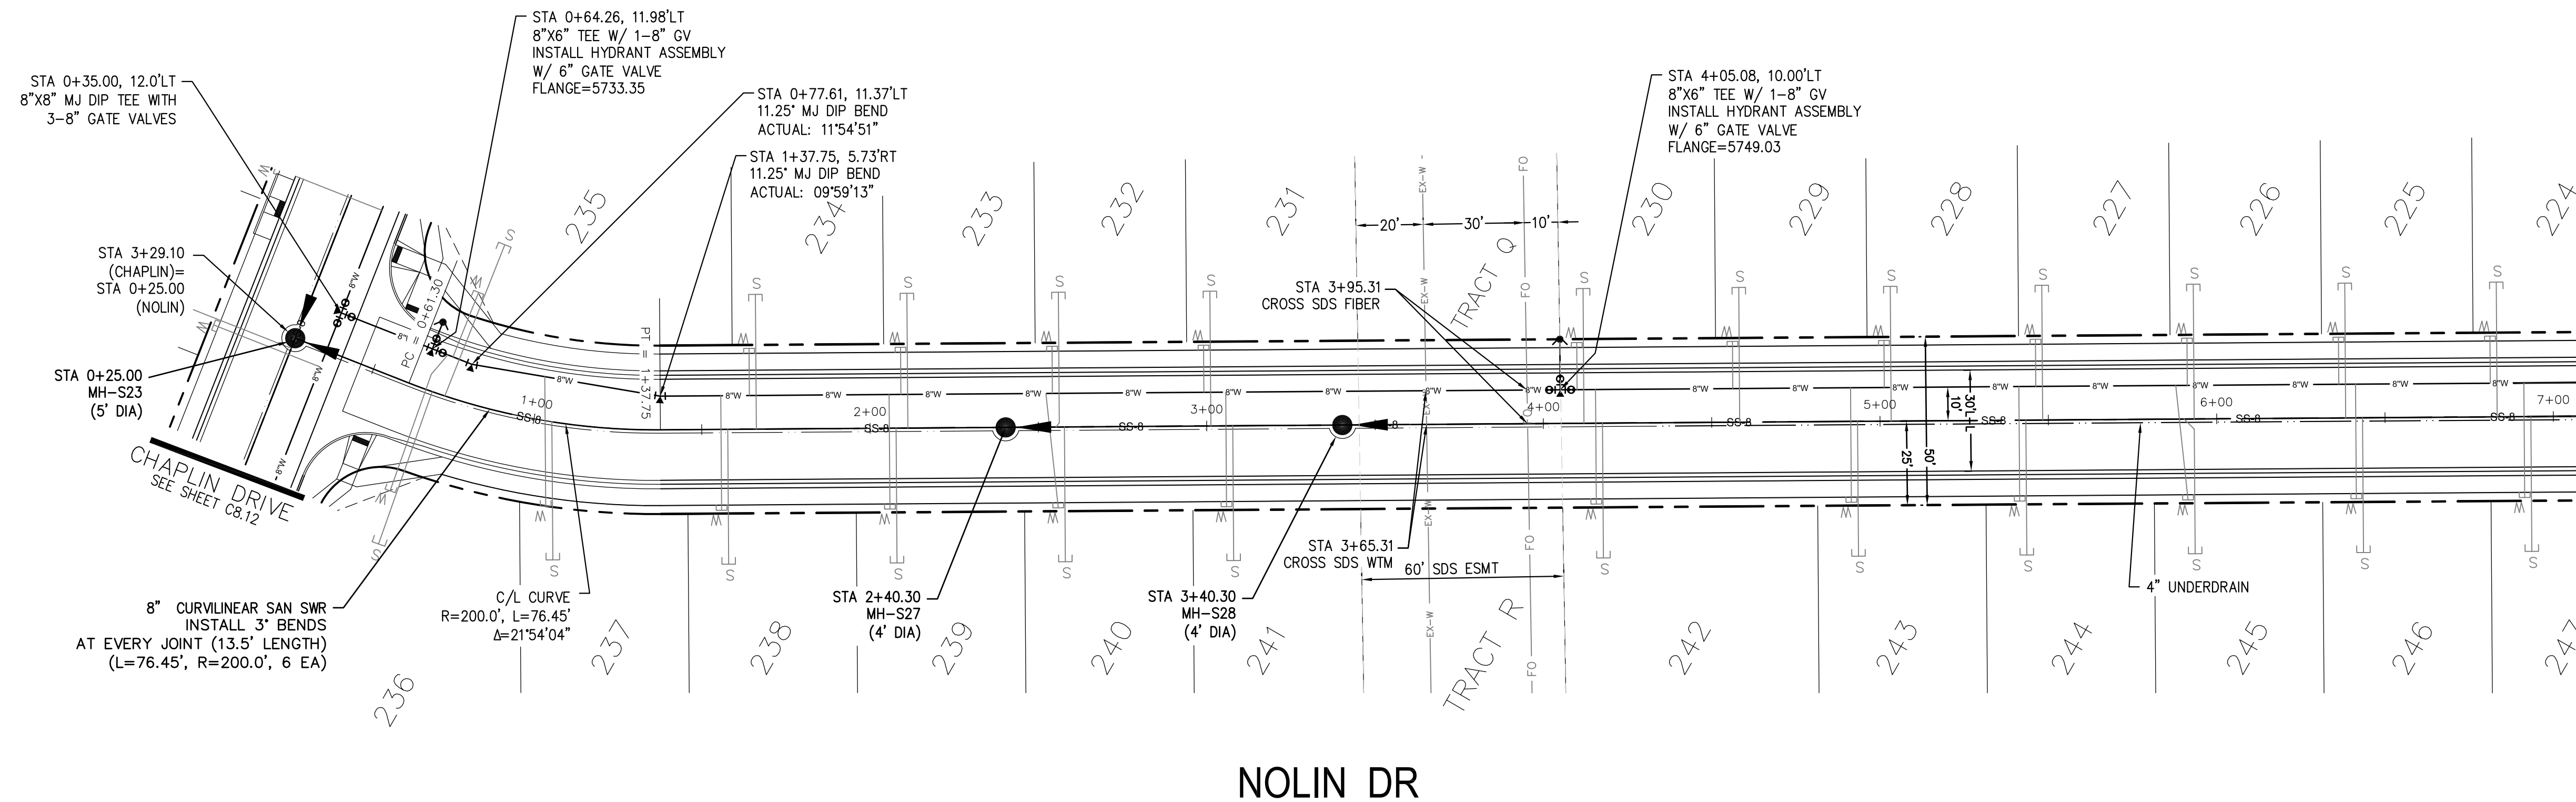 STA 0+64.26, 11.98'LT
8"X6" TEE W/ 1-8" GV
INSTALL HYDRANT ASSEMBLY
W/ 6" GATE VALVE
FLANGE=5733.35
STA 0+35.00, 12.0'LT
8"X8" MJ DIP TEE WITH
3-8" GATE VALVES
STA 0+77.61, 11.37'LT
11.25° MJ DIP BEND
ACTUAL: 11°54'51"
STA 1+37.75, 5.73'RT
11.25° MJ DIP BEND
ACTUAL: 09°59'13"
STA 4+05.08, 10.00'LT
8"X6" TEE W/ 1-8" GV
INSTALL HYDRANT ASSEMBLY
W/ 6" GATE VALVE
FLANGE=5749.03
235
234
233
232
231
230
229
228
227
226
225
224
20'
30'
10'
TRACT Q
STA 3+29.10
(CHAPLIN)=
STA 0+25.00
(NOLIN)
STA 0+25.00
MH-S23
(5' DIA)
PC = 0+61.30
PT = 1+37.75
STA 3+95.31
CROSS SDS FIBER
1+00
2+00
3+00
4+00
5+00
6+00
7+00
8"W
SS-8
EX-W
FO
10'
30'L-L
25'
50'
CHAPLIN DRIVE
SEE SHEET C8.12
8" CURVILINEAR SAN SWR
INSTALL 3° BENDS
AT EVERY JOINT (13.5' LENGTH)
(L=76.45', R=200.0', 6 EA)
C/L CURVE
R=200.0', L=76.45'
Δ=21°54'04"
STA 2+40.30
MH-S27
(4' DIA)
STA 3+40.30
MH-S28
(4' DIA)
STA 3+65.31
CROSS SDS WTM
60' SDS ESMT
4" UNDERDRAIN
236
237
238
239
240
241
TRACT R
242
243
244
245
246
247
NOLIN DR